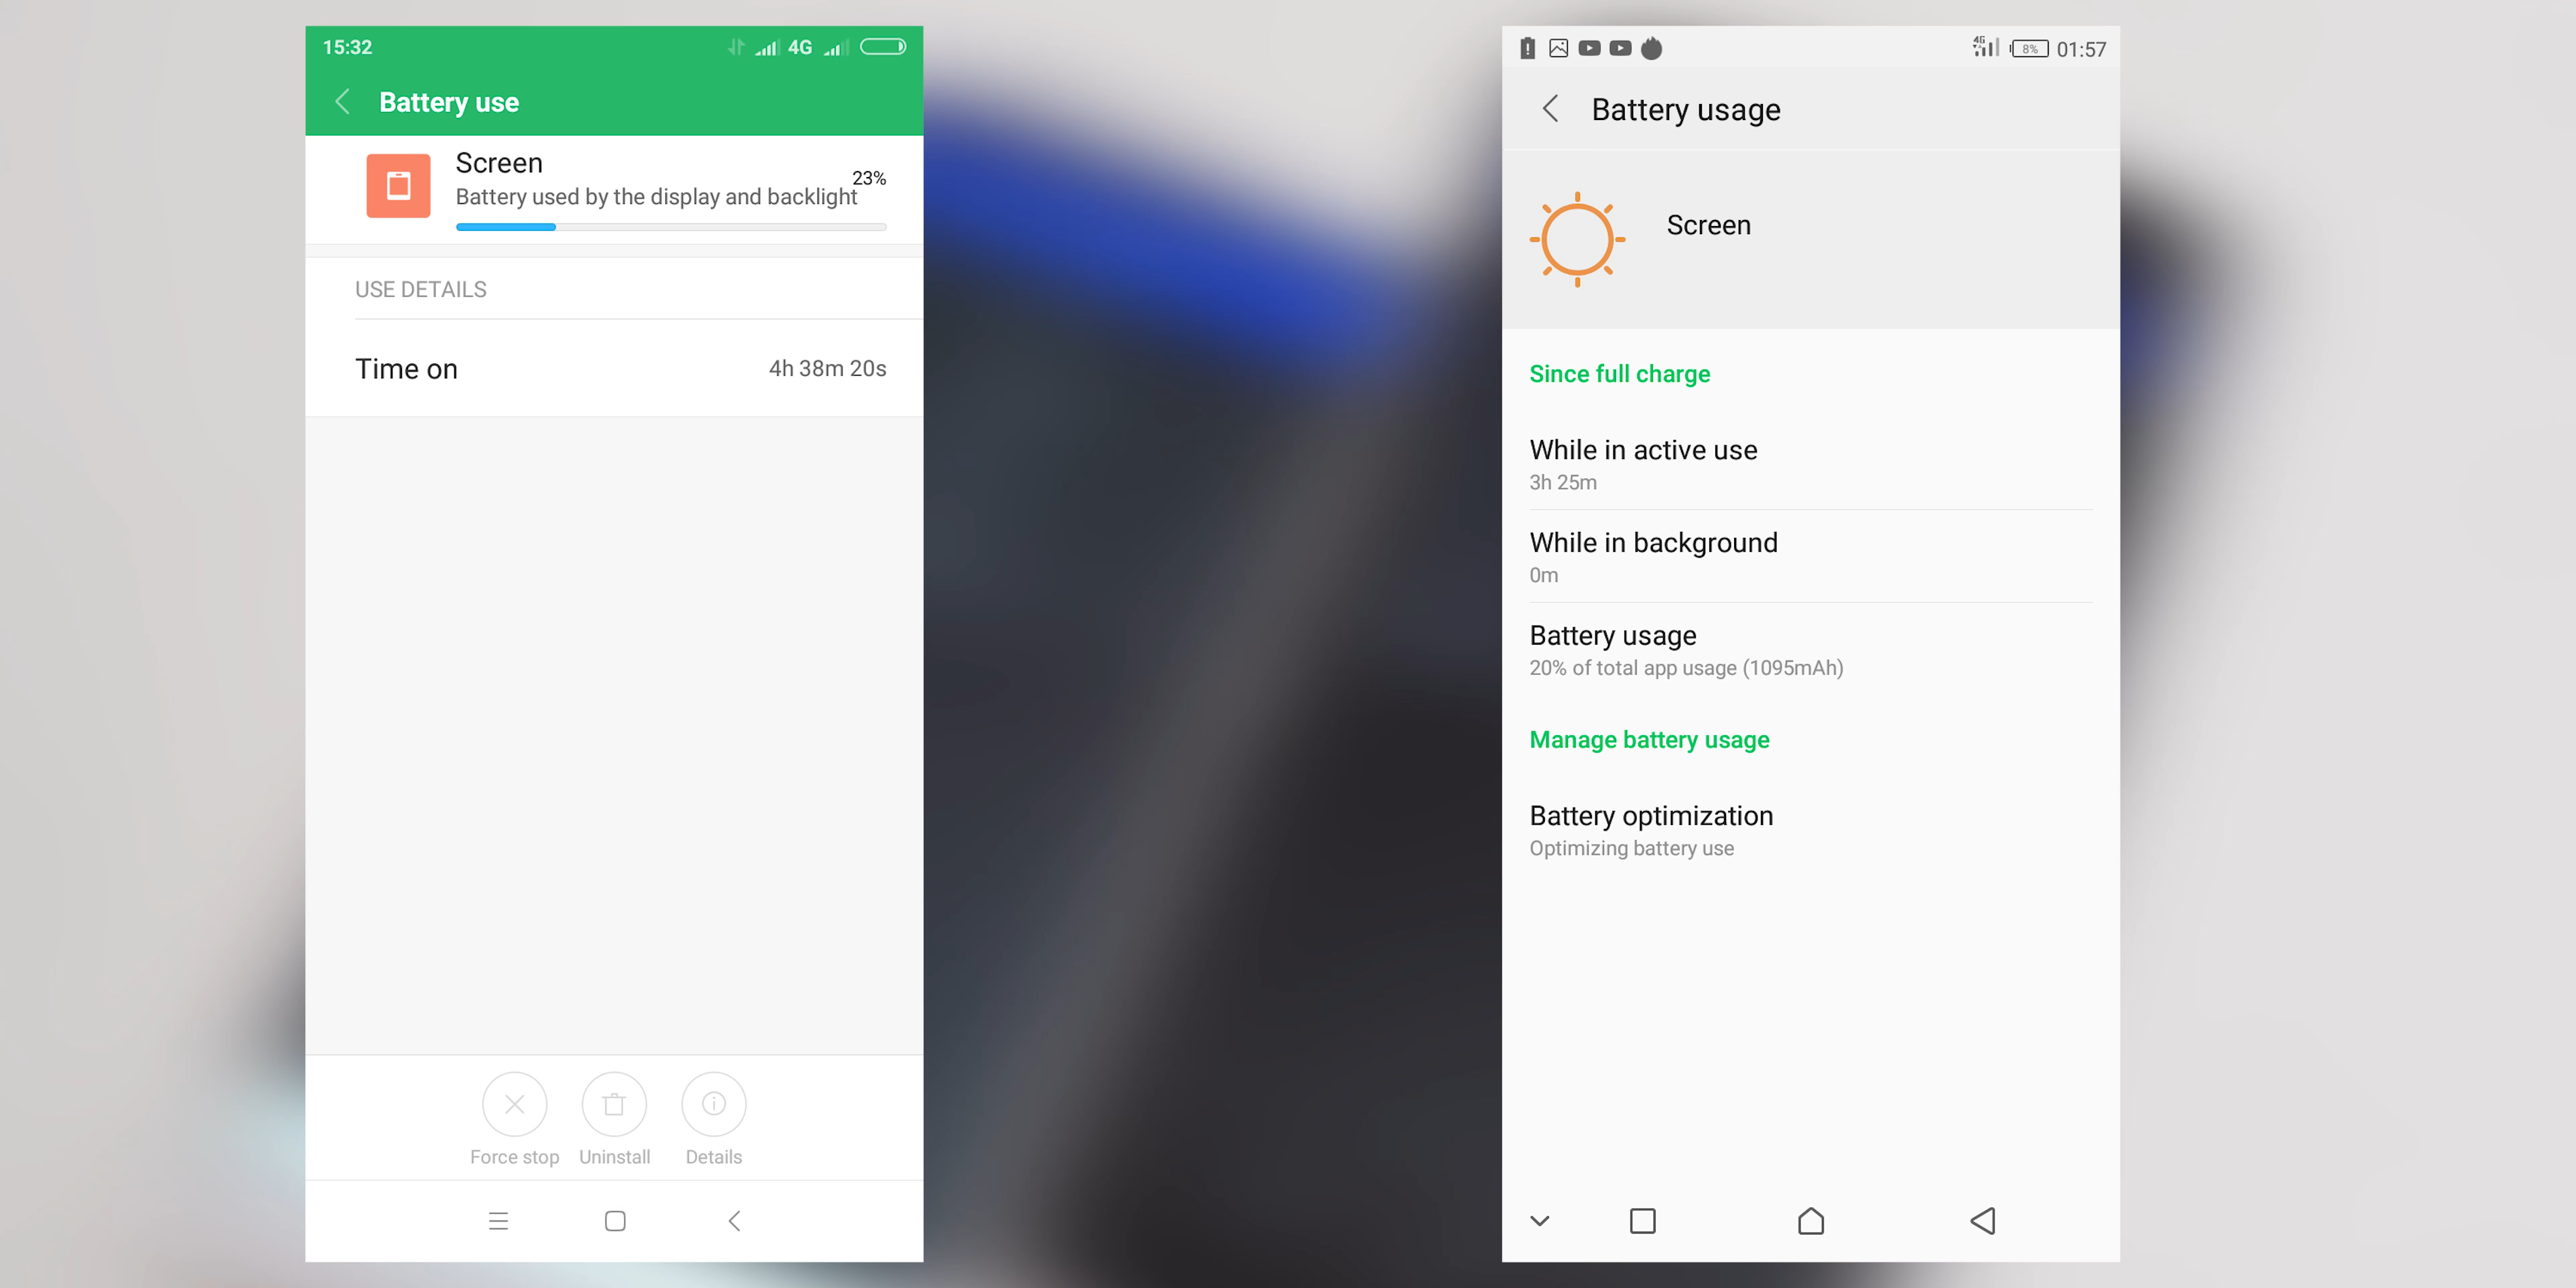 15:32
4G
Battery use
Screen
23%
Battery used by the display and backlight
USE DETAILS
Time on
4h 38m 20s
Force stop
Uninstall
Details
4G
8%
01:57
Battery usage
Screen
Since full charge
While in active use
3h 25m
While in background
0m
Battery usage
20% of total app usage (1095mAh)
Manage battery usage
Battery optimization
Optimizing battery use